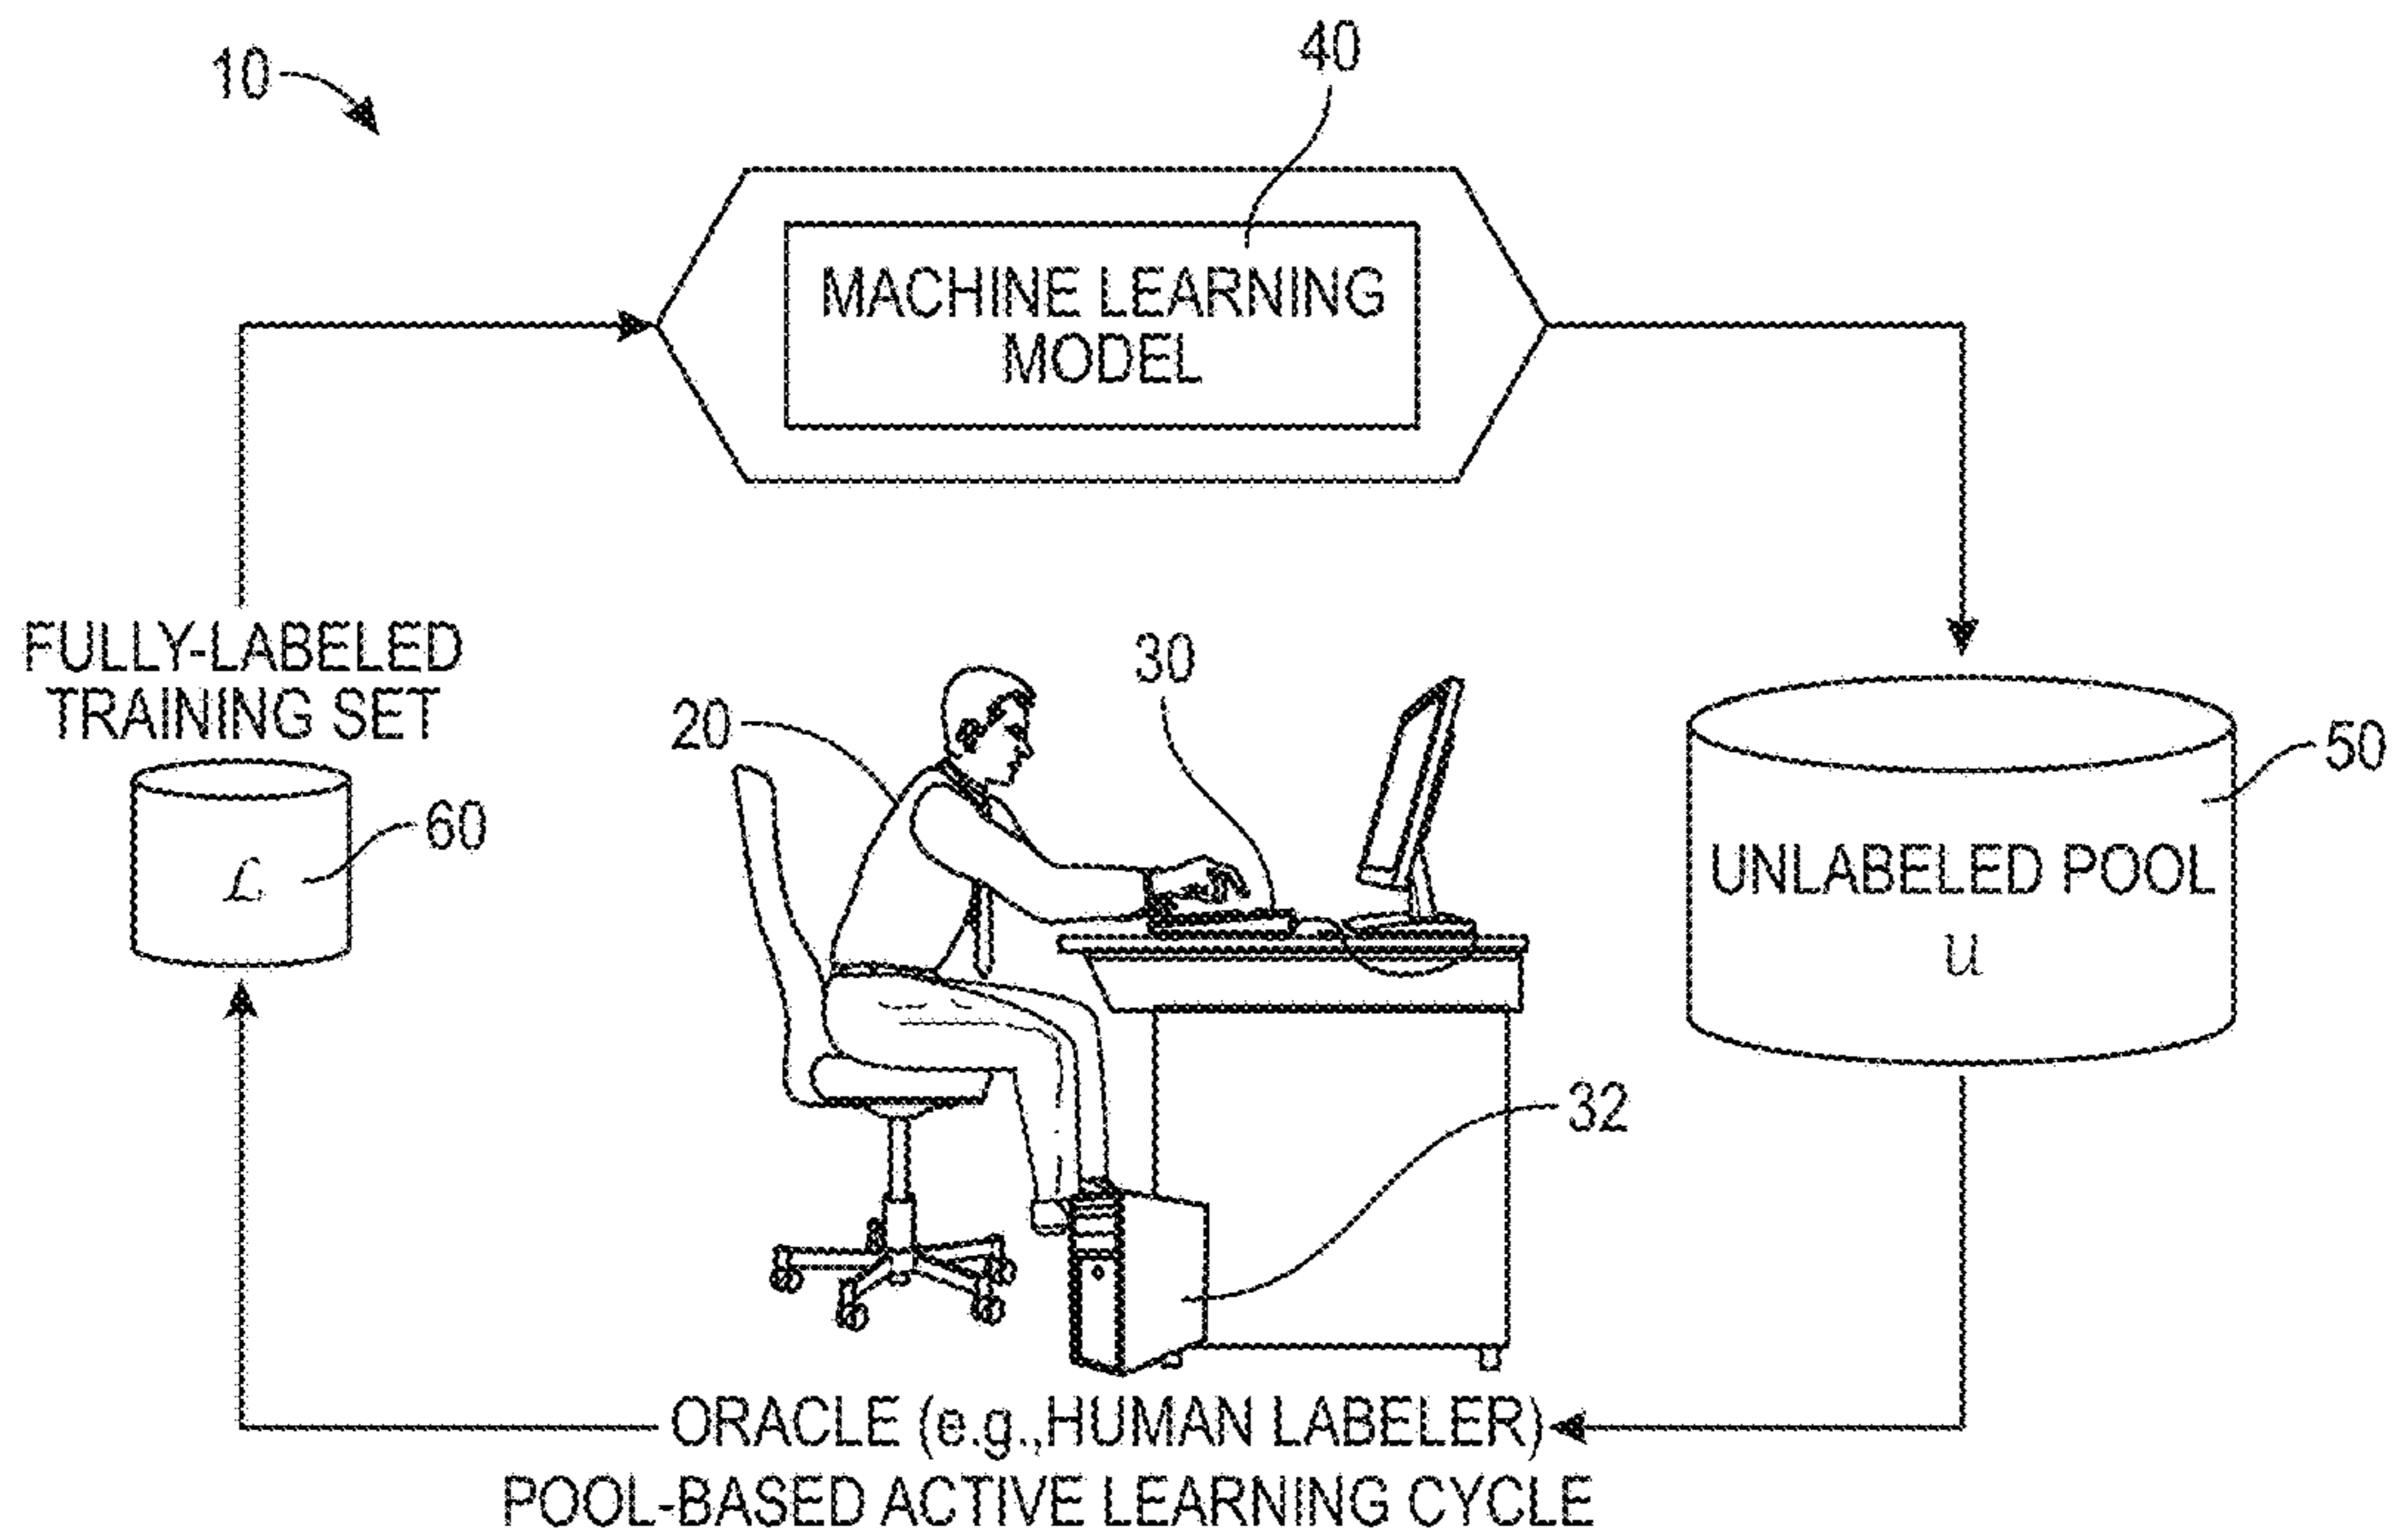 10
40
MACHINE LEARNING
MODEL
FULLY-LABELED
TRAINING SET
30
20
50
60
ℒ
UNLABELED POOL
u
32
ORACLE (e.g.,HUMAN LABELER)
POOL-BASED ACTIVE LEARNING CYCLE